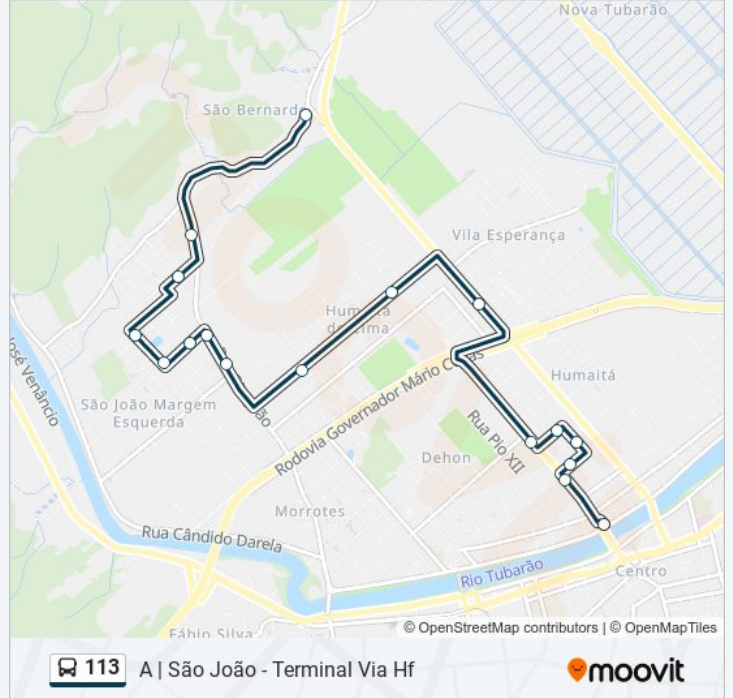 Nova Tubarão
São Bernardo
Vila Esperança
Humaitá
de Cima
José Venâncio
Rodovia Governador Mário Covas
Humaitá
São João Margem
Esquerda
Rua Pio XII
Dehon
Morrotes
Rua Cândido Darela
Rio Tubarão
Centro
Fábio Silva
© OpenStreetMap contributors | © OpenMapTiles
113 A | São João - Terminal Via Hf
moovit